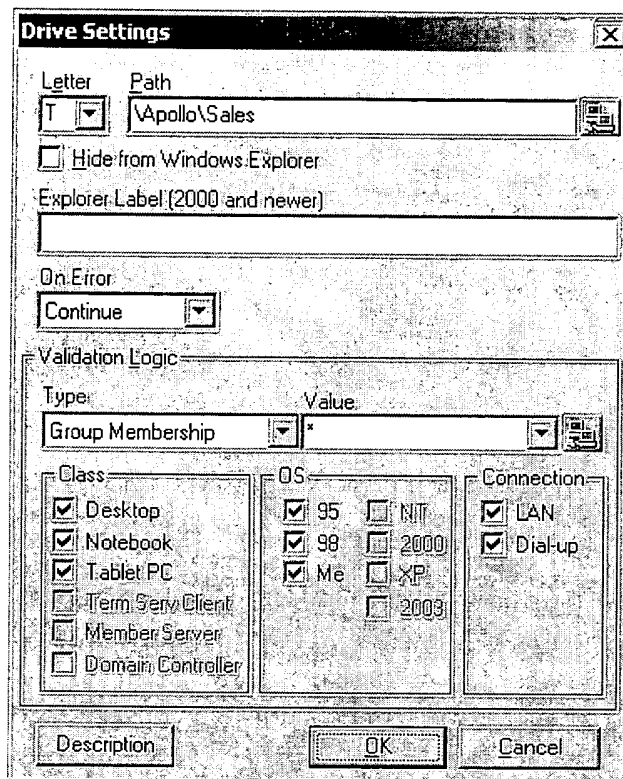 Drive Settings
Letter Path
T \Apollo\Sales
Hide from Windows Explorer
Explorer Label (2000 and newer)
On Error
Continue
Validation Logic
Type Value
Group Membership *
Class OS Connection
Desktop 95 NT LAN
Notebook 98 2000 Dial-up
Tablet PC Me XP
Term Serv Client 2003
Member Server
Domain Controller
Description OK Cancel